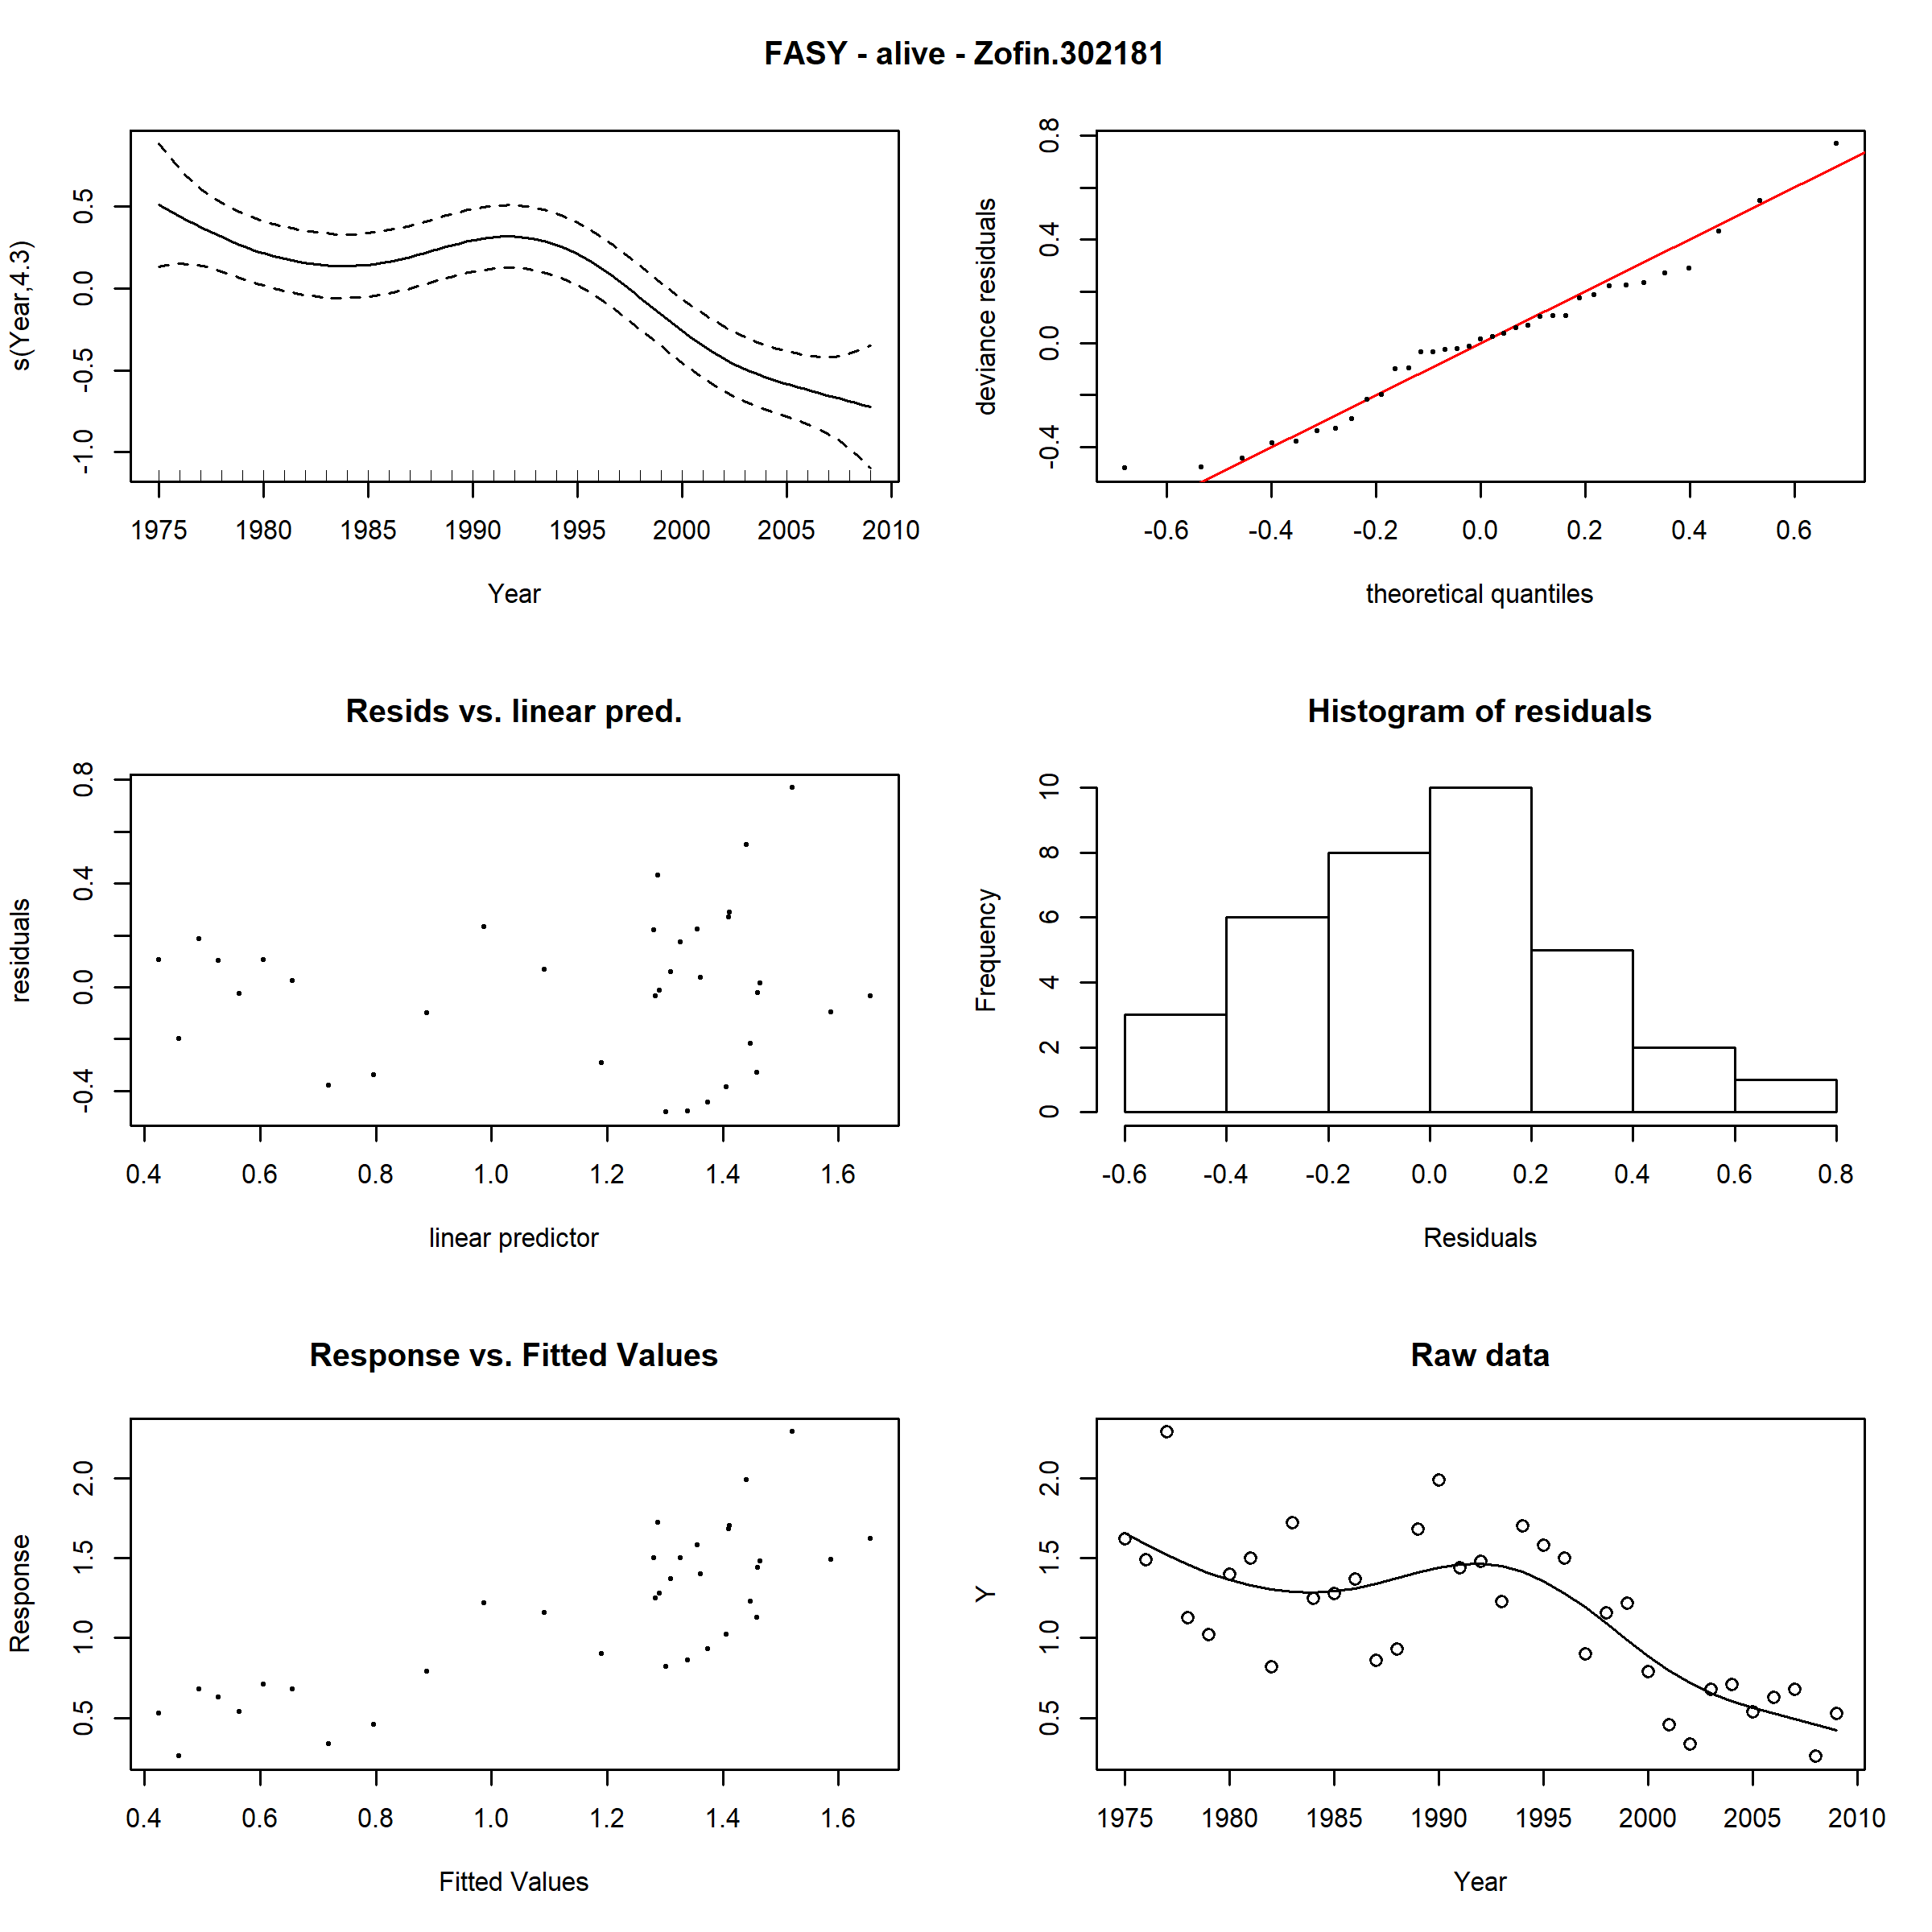 FASY - alive - Zofin.302181
s(Year,4.3)
0.5
0.0
-0.5
-1.0
1975 1980 1985 1990 1995 2000 2005 2010
Year
deviance residuals
0.8
0.4
0.0
-0.4
-0.6 -0.4 -0.2 0.0 0.2 0.4 0.6
theoretical quantiles
Resids vs. linear pred.
residuals
0.8
0.4
0.0
-0.4
0.4 0.6 0.8 1.0 1.2 1.4 1.6
linear predictor
Histogram of residuals
Frequency
10
8
6
4
2
0
-0.6 -0.4 -0.2 0.0 0.2 0.4 0.6 0.8
Residuals
Response vs. Fitted Values
Response
2.0
1.5
1.0
0.5
0.4 0.6 0.8 1.0 1.2 1.4 1.6
Fitted Values
Raw data
Y
2.0
1.5
1.0
0.5
1975 1980 1985 1990 1995 2000 2005 2010
Year